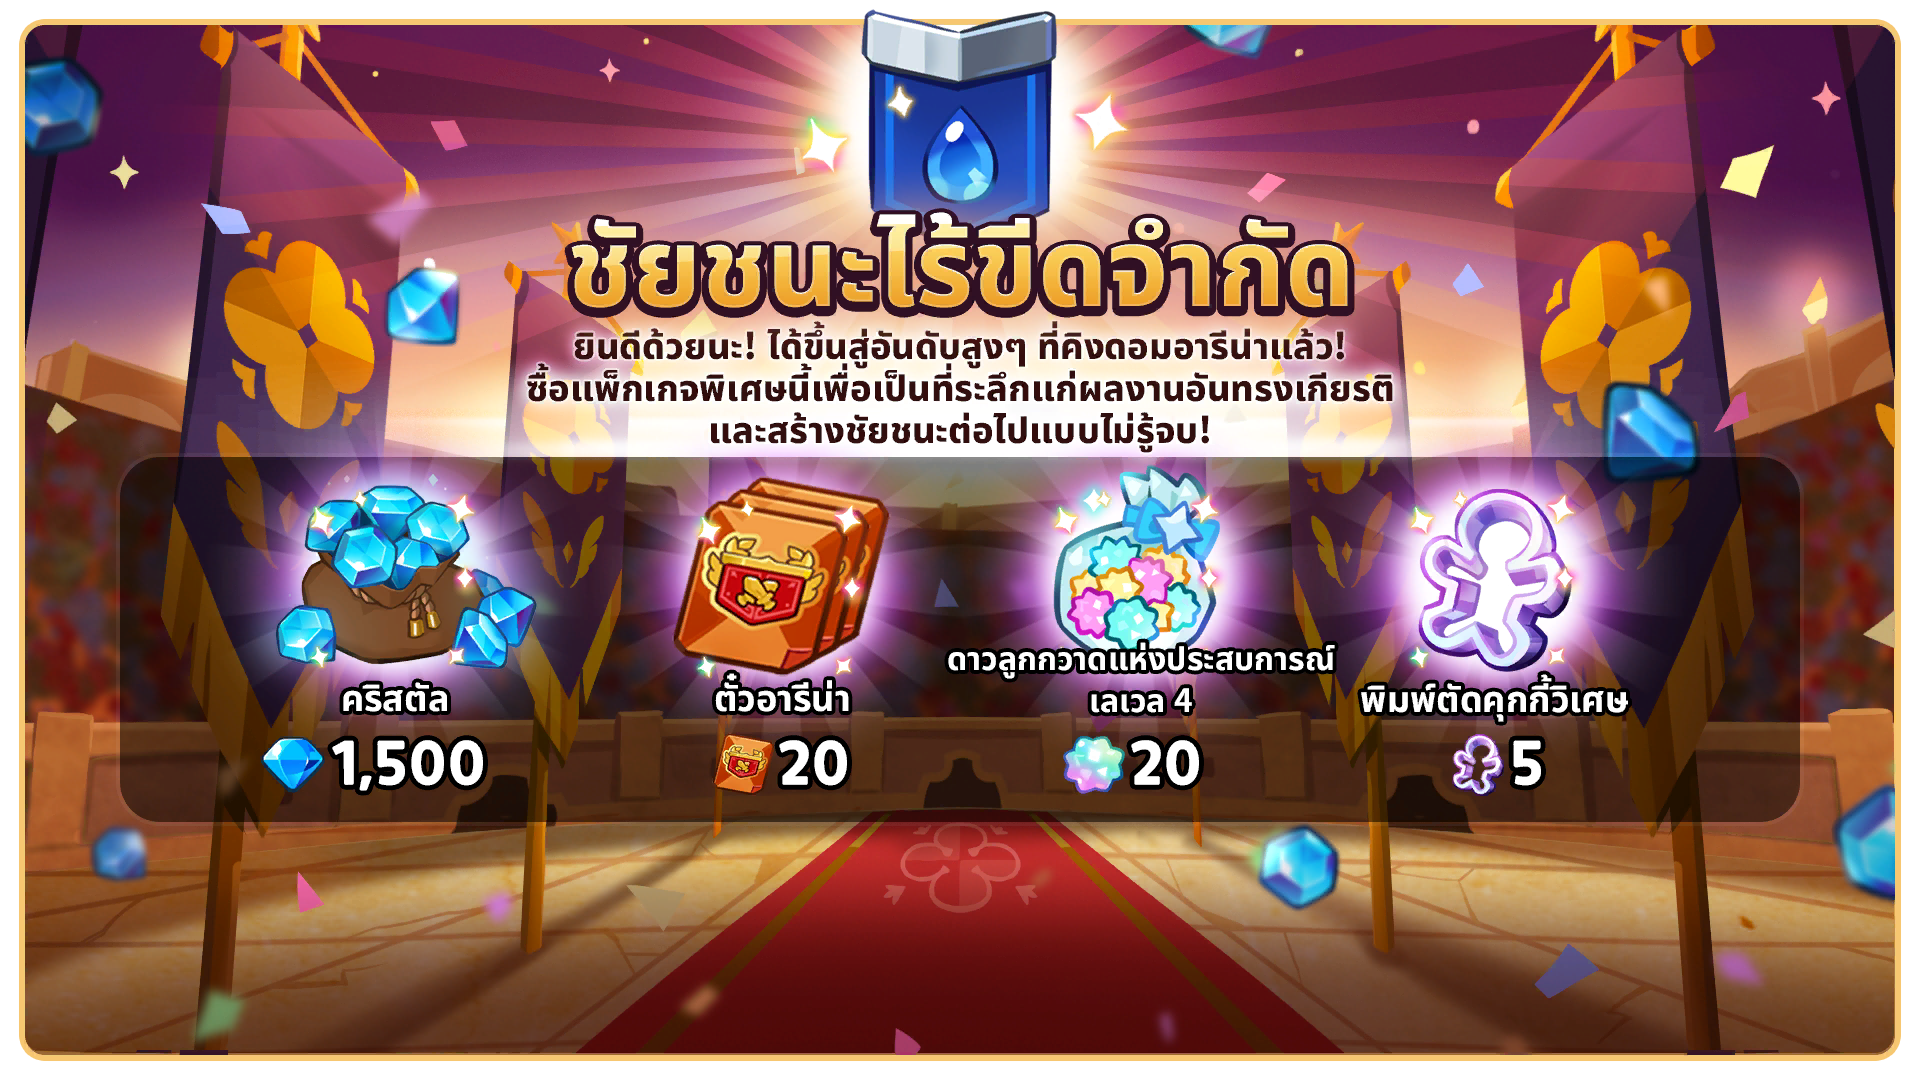 ชัยชนะไร้ขีดจำกัด
ยินดีด้วยนะ! ได้ขึ้นสู่อันดับสูงๆ ที่คิงดอมอารีน่าแล้ว!
ซื้อแพ็กเกจพิเศษนี้เพื่อเป็นที่ระลึกแก่ผลงานอันทรงเกียรติ
และสร้างชัยชนะต่อไปแบบไม่รู้จบ!
คริสตัล
1,500
ตั๋วอารีน่า
20
ดาวลูกกวาดแห่งประสบการณ์
เลเวล 4
20
พิมพ์ตัดคุกกี้วิเศษ
5